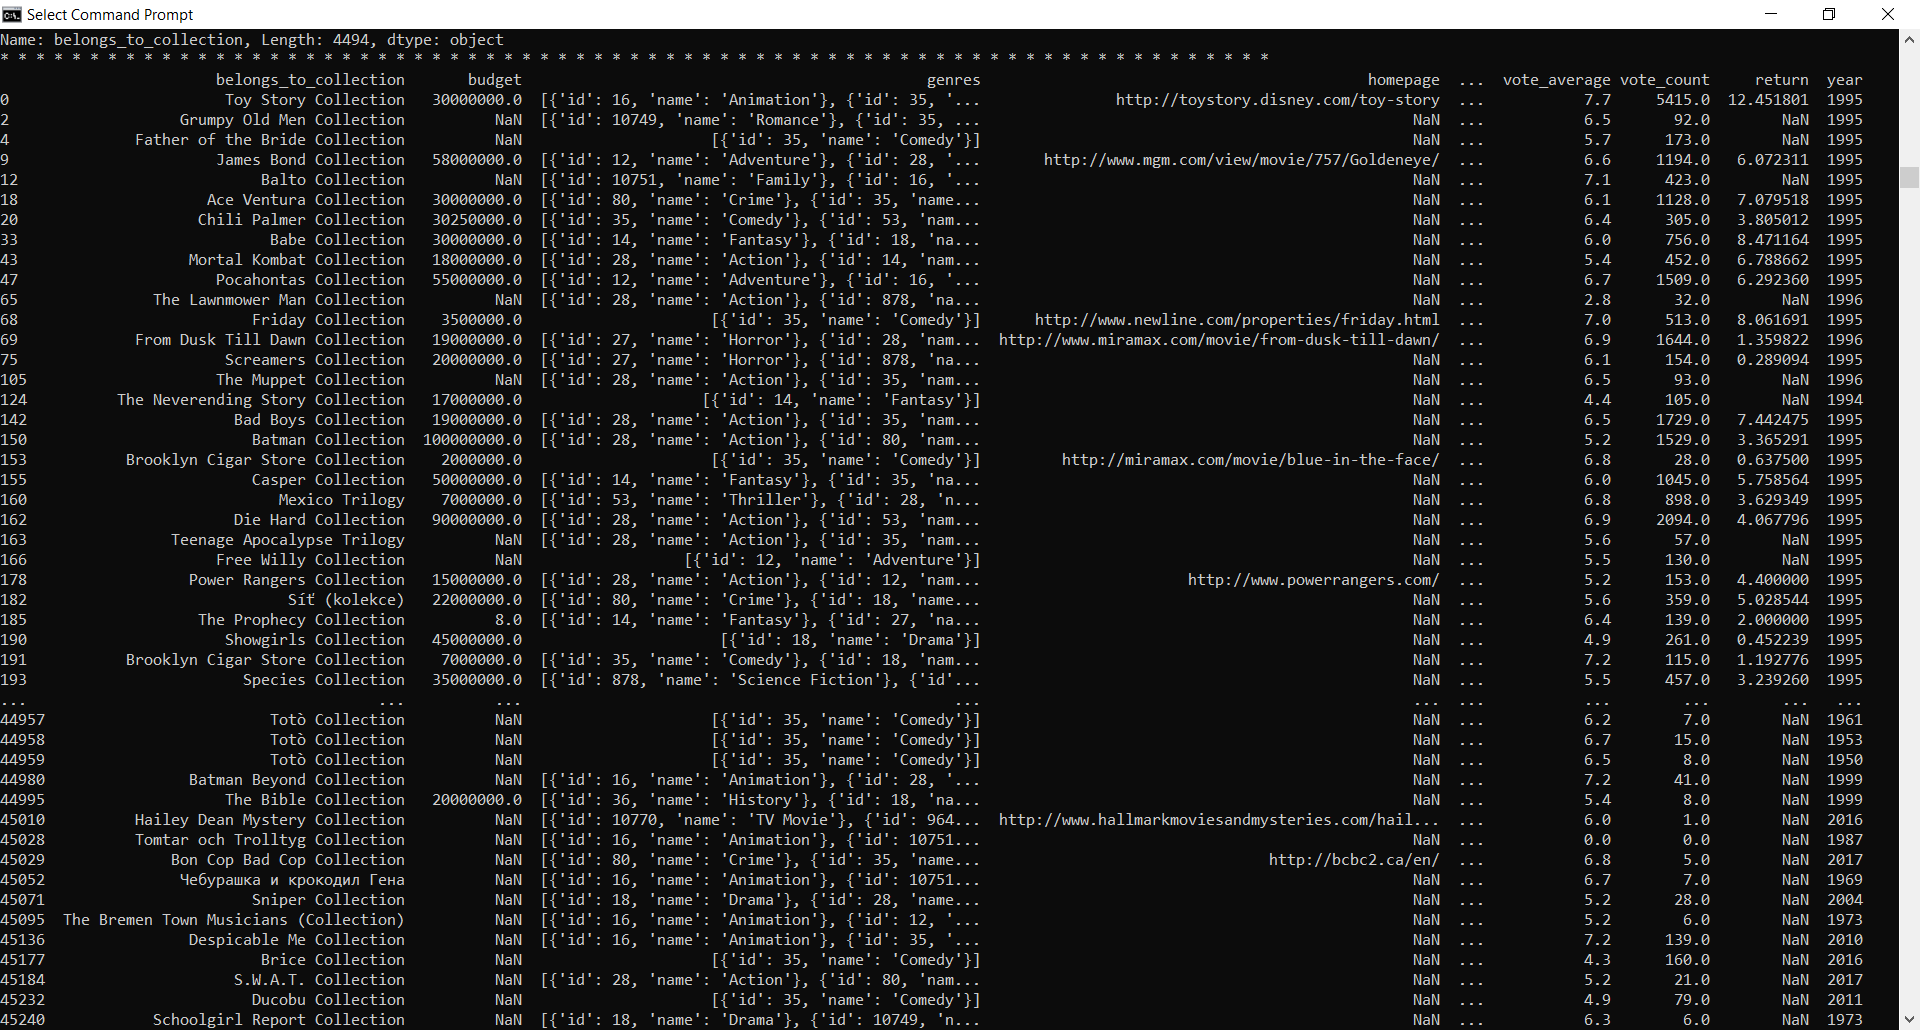 Select Command Prompt
Name: belongs_to_collection, Length: 4494, dtype: object
* * * * * * * * * * * * * * * * * * * * * * * * * * * * * * * * * * * * * * * * * * * * * * * * * * * * * * * * * * * * * * * * * * * * * * *
belongs_to_collection budget genres homepage ... vote_average vote_count return year
0 Toy Story Collection 30000000.0 [{'id': 16, 'name': 'Animation'}, {'id': 35, '... http://toystory.disney.com/toy-story ... 7.7 5415.0 12.451801 1995
2 Grumpy Old Men Collection NaN [{'id': 10749, 'name': 'Romance'}, {'id': 35, ... NaN ... 6.5 92.0 NaN 1995
4 Father of the Bride Collection NaN [{'id': 35, 'name': 'Comedy'}] NaN ... 5.7 173.0 NaN 1995
9 James Bond Collection 58000000.0 [{'id': 12, 'name': 'Adventure'}, {'id': 28, '... http://www.mgm.com/view/movie/757/Goldeneye/ ... 6.6 1194.0 6.072311 1995
12 Balto Collection NaN [{'id': 10751, 'name': 'Family'}, {'id': 16, '... NaN ... 7.1 423.0 NaN 1995
18 Ace Ventura Collection 30000000.0 [{'id': 80, 'name': 'Crime'}, {'id': 35, 'name... NaN ... 6.1 1128.0 7.079518 1995
20 Chili Palmer Collection 30250000.0 [{'id': 35, 'name': 'Comedy'}, {'id': 53, 'nam... NaN ... 6.4 305.0 3.805012 1995
33 Babe Collection 30000000.0 [{'id': 14, 'name': 'Fantasy'}, {'id': 18, 'na... NaN ... 6.0 756.0 8.471164 1995
43 Mortal Kombat Collection 18000000.0 [{'id': 28, 'name': 'Action'}, {'id': 14, 'nam... NaN ... 5.4 452.0 6.788662 1995
47 Pocahontas Collection 55000000.0 [{'id': 12, 'name': 'Adventure'}, {'id': 16, '... NaN ... 6.7 1509.0 6.292360 1995
65 The Lawnmower Man Collection NaN [{'id': 28, 'name': 'Action'}, {'id': 878, 'na... NaN ... 2.8 32.0 NaN 1996
68 Friday Collection 3500000.0 [{'id': 35, 'name': 'Comedy'}] http://www.newline.com/properties/friday.html ... 7.0 513.0 8.061691 1995
69 From Dusk Till Dawn Collection 19000000.0 [{'id': 27, 'name': 'Horror'}, {'id': 28, 'nam... http://www.miramax.com/movie/from-dusk-till-dawn/ ... 6.9 1644.0 1.359822 1996
75 Screamers Collection 20000000.0 [{'id': 27, 'name': 'Horror'}, {'id': 878, 'na... NaN ... 6.1 154.0 0.289094 1995
105 The Muppet Collection NaN [{'id': 28, 'name': 'Action'}, {'id': 35, 'nam... NaN ... 6.5 93.0 NaN 1996
124 The Neverending Story Collection 17000000.0 [{'id': 14, 'name': 'Fantasy'}] NaN ... 4.4 105.0 NaN 1994
142 Bad Boys Collection 19000000.0 [{'id': 28, 'name': 'Action'}, {'id': 35, 'nam... NaN ... 6.5 1729.0 7.442475 1995
150 Batman Collection 100000000.0 [{'id': 28, 'name': 'Action'}, {'id': 80, 'nam... NaN ... 5.2 1529.0 3.365291 1995
153 Brooklyn Cigar Store Collection 2000000.0 [{'id': 35, 'name': 'Comedy'}] http://miramax.com/movie/blue-in-the-face/ ... 6.8 28.0 0.637500 1995
155 Casper Collection 50000000.0 [{'id': 14, 'name': 'Fantasy'}, {'id': 35, 'na... NaN ... 6.0 1045.0 5.758564 1995
160 Mexico Trilogy 7000000.0 [{'id': 53, 'name': 'Thriller'}, {'id': 28, 'n... NaN ... 6.8 898.0 3.629349 1995
162 Die Hard Collection 90000000.0 [{'id': 28, 'name': 'Action'}, {'id': 53, 'nam... NaN ... 6.9 2094.0 4.067796 1995
163 Teenage Apocalypse Trilogy NaN [{'id': 28, 'name': 'Action'}, {'id': 35, 'nam... NaN ... 5.6 57.0 NaN 1995
166 Free Willy Collection NaN [{'id': 12, 'name': 'Adventure'}] NaN ... 5.5 130.0 NaN 1995
178 Power Rangers Collection 15000000.0 [{'id': 28, 'name': 'Action'}, {'id': 12, 'nam... http://www.powerrangers.com/ ... 5.2 153.0 4.400000 1995
182 Síť (kolekce) 22000000.0 [{'id': 80, 'name': 'Crime'}, {'id': 18, 'name... NaN ... 5.6 359.0 5.028544 1995
185 The Prophecy Collection 8.0 [{'id': 14, 'name': 'Fantasy'}, {'id': 27, 'na... NaN ... 6.4 139.0 2.000000 1995
190 Showgirls Collection 45000000.0 [{'id': 18, 'name': 'Drama'}] NaN ... 4.9 261.0 0.452239 1995
191 Brooklyn Cigar Store Collection 7000000.0 [{'id': 35, 'name': 'Comedy'}, {'id': 18, 'nam... NaN ... 7.2 115.0 1.192776 1995
193 Species Collection 35000000.0 [{'id': 878, 'name': 'Science Fiction'}, {'id'... NaN ... 5.5 457.0 3.239260 1995
... ... ... ... ... ... ... ... ... ...
44957 Totò Collection NaN [{'id': 35, 'name': 'Comedy'}] NaN ... 6.2 7.0 NaN 1961
44958 Totò Collection NaN [{'id': 35, 'name': 'Comedy'}] NaN ... 6.7 15.0 NaN 1953
44959 Totò Collection NaN [{'id': 35, 'name': 'Comedy'}] NaN ... 6.5 8.0 NaN 1950
44980 Batman Beyond Collection NaN [{'id': 16, 'name': 'Animation'}, {'id': 28, '... NaN ... 7.2 41.0 NaN 1999
44995 The Bible Collection 20000000.0 [{'id': 36, 'name': 'History'}, {'id': 18, 'na... NaN ... 5.4 8.0 NaN 1999
45010 Hailey Dean Mystery Collection NaN [{'id': 10770, 'name': 'TV Movie'}, {'id': 964... http://www.hallmarkmoviesandmysteries.com/hail... ... 6.0 1.0 NaN 2016
45028 Tomtar och Trolltyg Collection NaN [{'id': 16, 'name': 'Animation'}, {'id': 10751... NaN ... 0.0 0.0 NaN 1987
45029 Bon Cop Bad Cop Collection NaN [{'id': 80, 'name': 'Crime'}, {'id': 35, 'name... http://bcbc2.ca/en/ ... 6.8 5.0 NaN 2017
45052 Чебурашка и крокодил Гена NaN [{'id': 16, 'name': 'Animation'}, {'id': 10751... NaN ... 6.7 7.0 NaN 1969
45071 Sniper Collection NaN [{'id': 18, 'name': 'Drama'}, {'id': 28, 'name... NaN ... 5.2 28.0 NaN 2004
45095 The Bremen Town Musicians (Collection) NaN [{'id': 16, 'name': 'Animation'}, {'id': 12, '... NaN ... 5.2 6.0 NaN 1973
45136 Despicable Me Collection NaN [{'id': 16, 'name': 'Animation'}, {'id': 35, '... NaN ... 7.2 139.0 NaN 2010
45177 Brice Collection NaN [{'id': 35, 'name': 'Comedy'}] NaN ... 4.3 160.0 NaN 2016
45184 S.W.A.T. Collection NaN [{'id': 28, 'name': 'Action'}, {'id': 80, 'nam... NaN ... 5.2 21.0 NaN 2017
45232 Ducobu Collection NaN [{'id': 35, 'name': 'Comedy'}] NaN ... 4.9 79.0 NaN 2011
45240 Schoolgirl Report Collection NaN [{'id': 18, 'name': 'Drama'}, {'id': 10749, 'n... NaN ... 6.3 6.0 NaN 1973